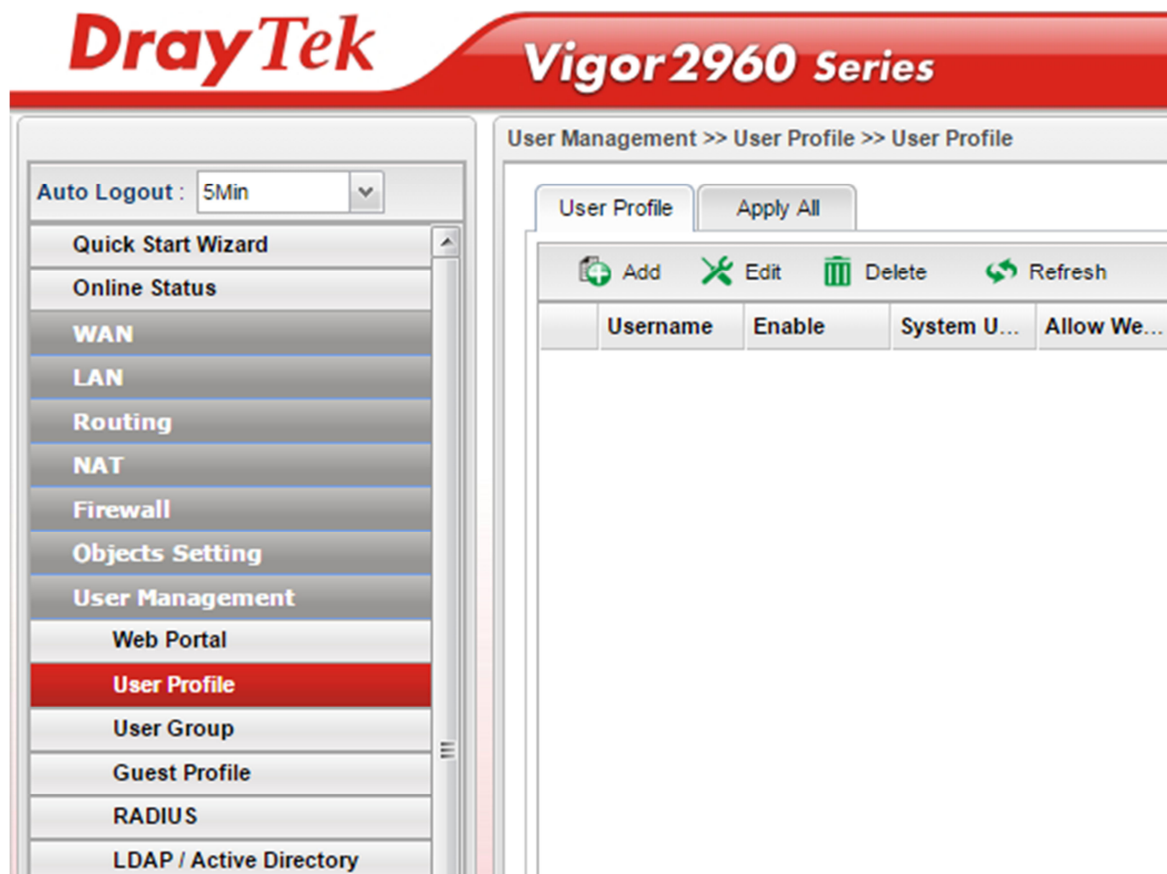 DrayTek
Vigor2960 Series
User Management >> User Profile >> User Profile
Auto Logout : 5Min
Quick Start Wizard
Online Status
WAN
LAN
Routing
NAT
Firewall
Objects Setting
User Management
Web Portal
User Profile
User Group
Guest Profile
RADIUS
LDAP / Active Directory
User Profile Apply All
Add Edit Delete Refresh
Username Enable System U... Allow We...